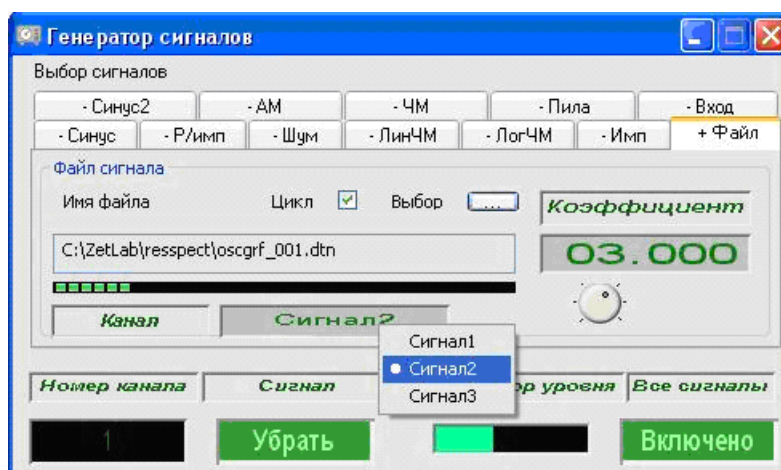 Генератор сигналов
Выбор сигналов
- Синус2 - АМ - ЧМ - Пила - Вход
- Синус - Р/имп - Шум - ЛинЧМ - ЛогЧМ - Имп + Файл
Файл сигнала
Имя файла Цикл Выбор ... Коэффициент
C:\ZetLab\resspect\oscgrf_001.dtn 03.000
Канал Сигнал2
Сигнал1
Сигнал2
Сигнал3
Номер канала Сигнал ор уровня Все сигналы
1 Убрать Включено